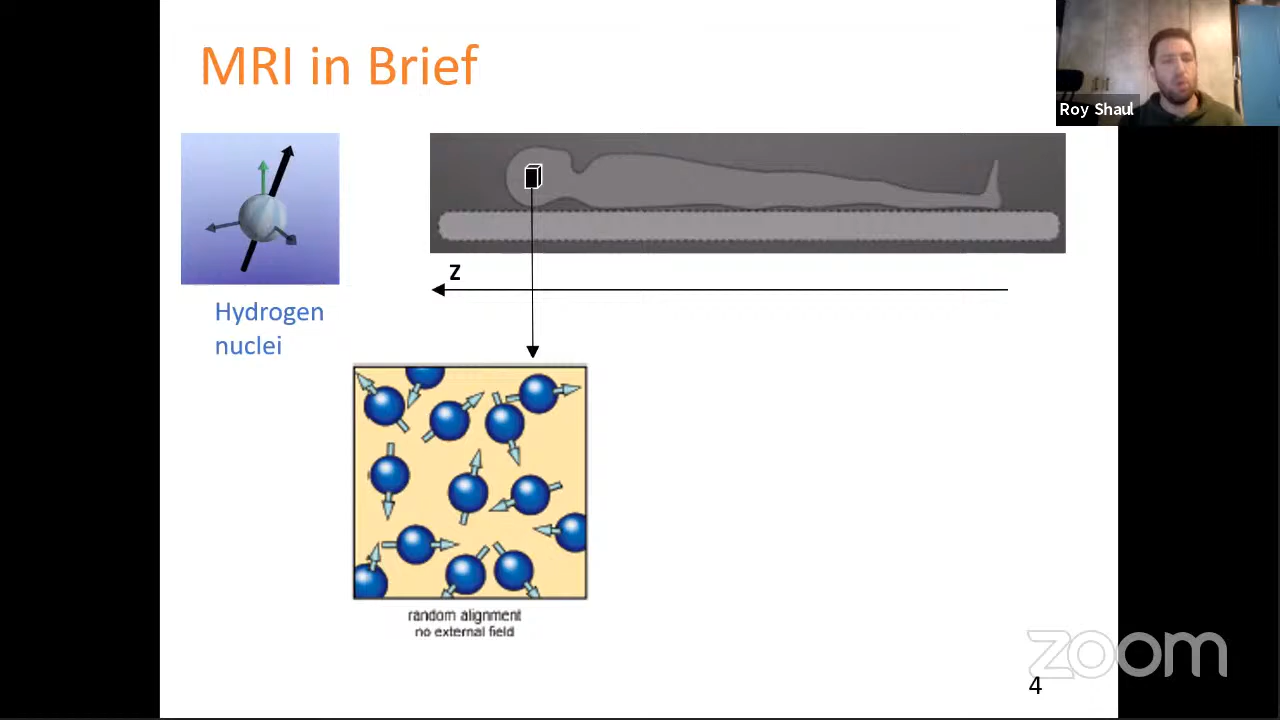 MRI in Brief
Roy Shaul
Z
Hydrogen
nuclei
random alignment
no external field
zoom
4